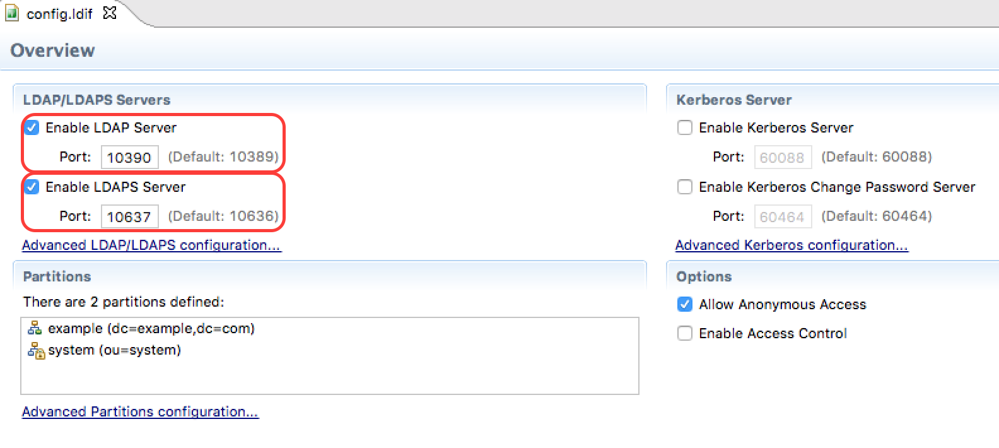 config.ldif
Overview
LDAP/LDAPS Servers
Enable LDAP Server
Port: 10390 (Default: 10389)
Enable LDAPS Server
Port: 10637 (Default: 10636)
Advanced LDAP/LDAPS configuration...
Kerberos Server
Enable Kerberos Server
Port: 60088 (Default: 60088)
Enable Kerberos Change Password Server
Port: 60464 (Default: 60464)
Advanced Kerberos configuration...
Partitions
There are 2 partitions defined:
example (dc=example,dc=com)
system (ou=system)
Advanced Partitions configuration...
Options
Allow Anonymous Access
Enable Access Control